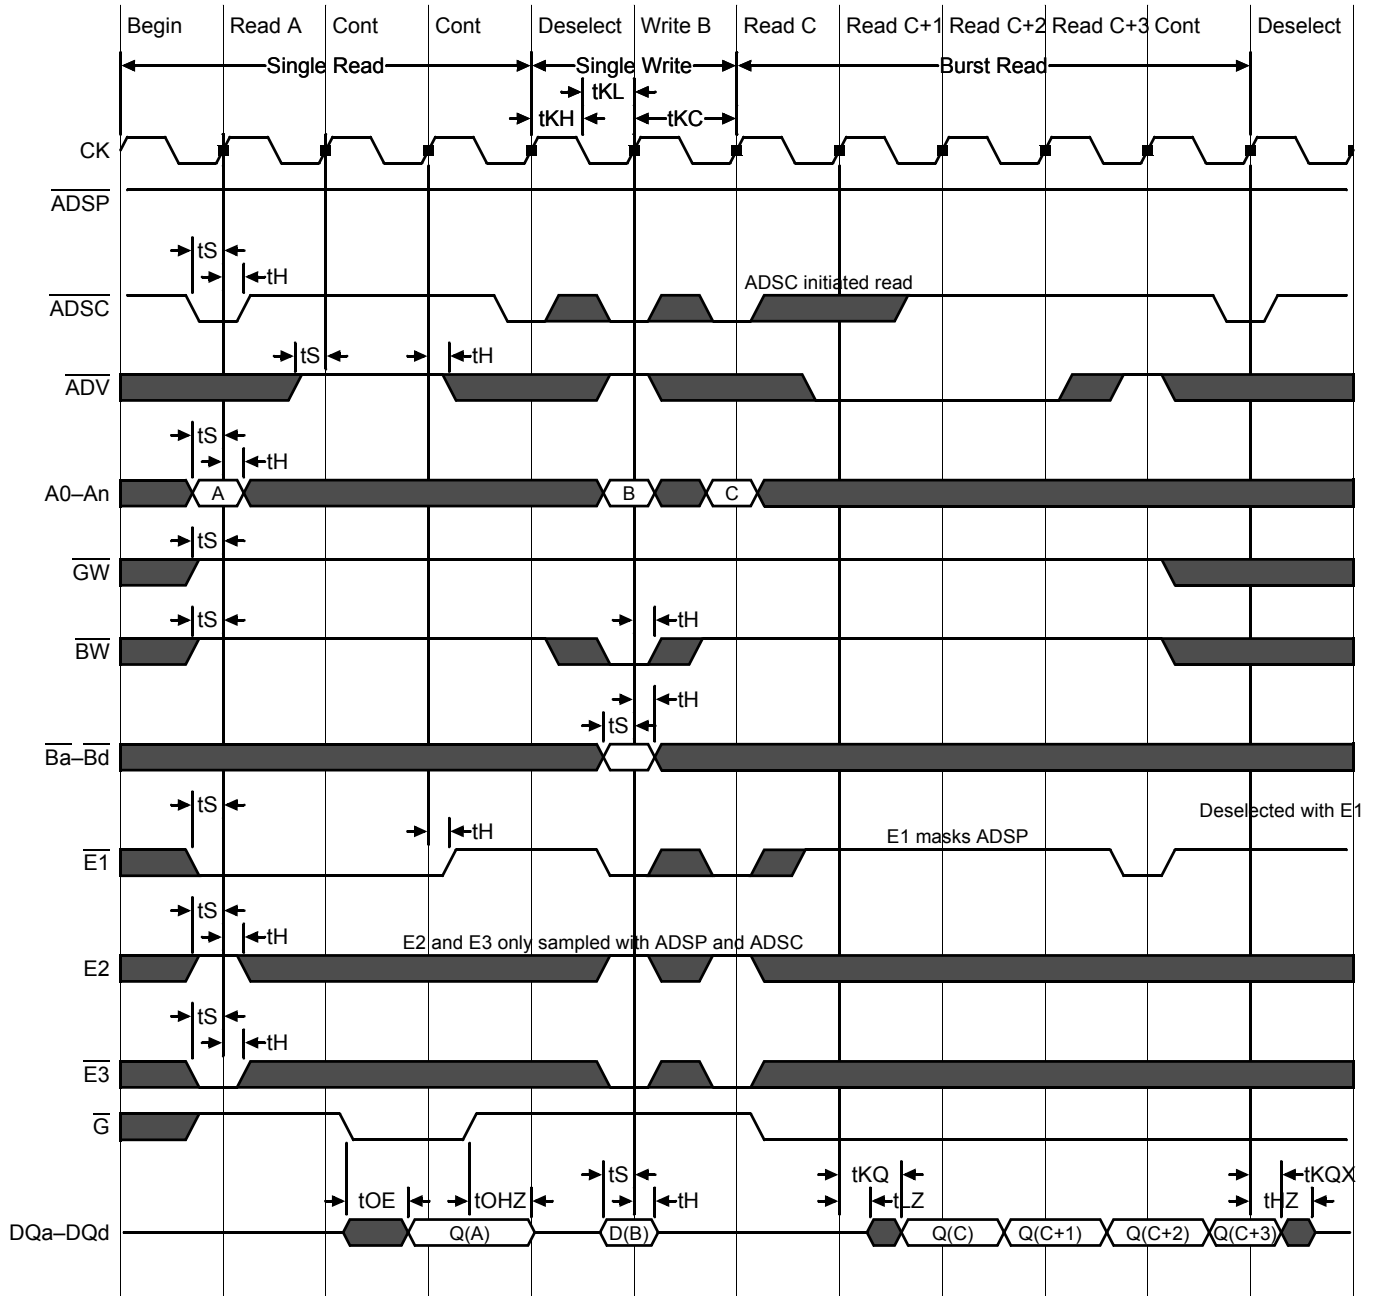 Begin Read A Cont Cont Deselect Write B Read C Read C+1 Read C+2 Read C+3 Cont Deselect
Single Read Single Write Burst Read
tKL
tKH tKC
CK
ADSP
tS
tH
ADSC initiated read
ADSC
tS tH
ADV
tS
tH
A0–An A B C
tS
GW
tS tH
BW
tH
tS
Ba–Bd
tS
Deselected with E1
tH
E1 masks ADSP
E1
tS
tH
E2 and E3 only sampled with ADSP and ADSC
E2
tS
tH
E3
G
tS tKQ tKQX
tOE tOHZ tH tLZ tHZ
DQa–DQd Q(A) D(B) Q(C) Q(C+1) Q(C+2) Q(C+3)